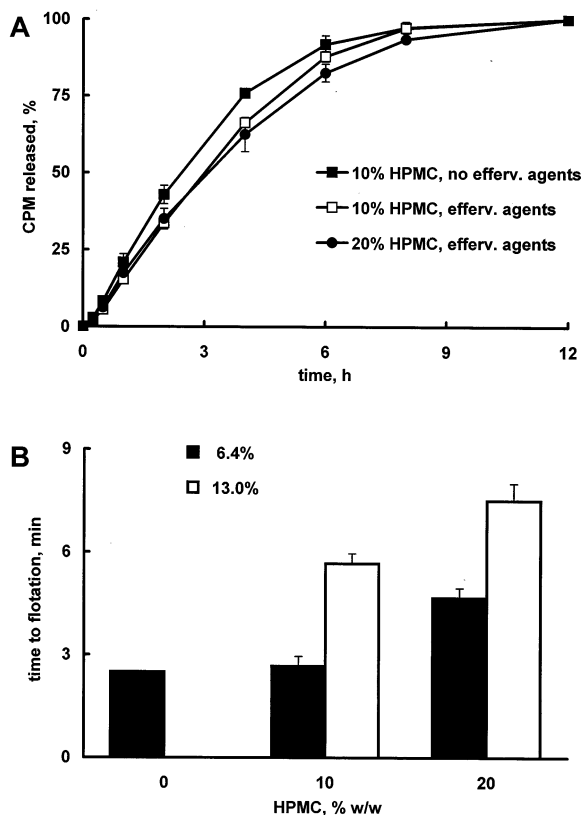 A
CPM released, %
100
75
50
25
0
10% HPMC, no efferv. agents
10% HPMC, efferv. agents
20% HPMC, efferv. agents
0 3 6 9 12
time, h
B
time to flotation, min
9
6
3
0
6.4%
13.0%
0 10 20
HPMC, % w/w